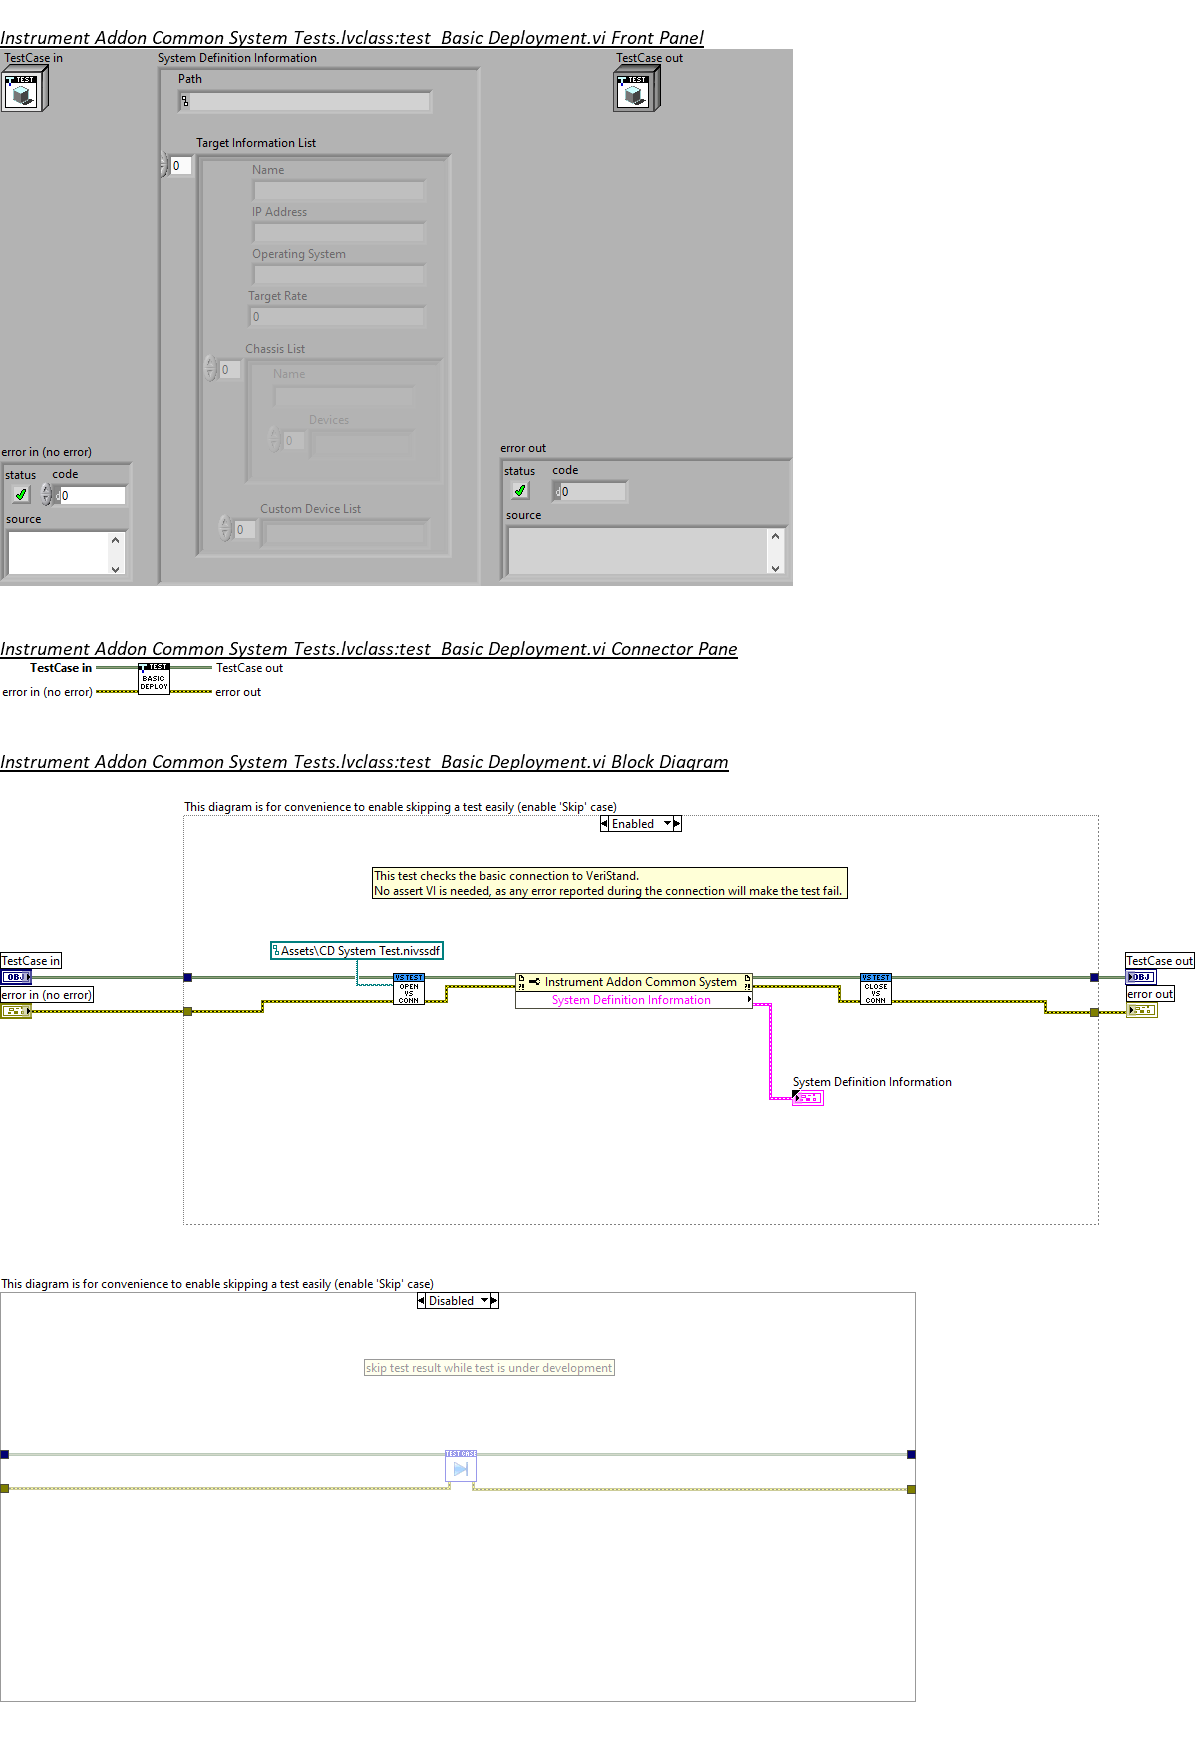 Instrument Addon Common System Tests.lvclass:test  Basic Deployment.vi Front Panel
TestCase in
System Definition Information
TestCase out
TEST
TEST
Path
Target Information List
0
Name
IP Address
Operating System
Target Rate
0
Chassis List
0
Name
Devices
0
Custom Device List
0
error in (no error)
status
code
d0
source
error out
status
code
d0
source
Instrument Addon Common System Tests.lvclass:test  Basic Deployment.vi Connector Pane
TestCase in
TEST
BASIC
DEPLOY
TestCase out
error in (no error)
error out
Instrument Addon Common System Tests.lvclass:test  Basic Deployment.vi Block Diagram
This diagram is for convenience to enable skipping a test easily (enable 'Skip' case)
Enabled
This test checks the basic connection to VeriStand.
No assert VI is needed, as any error reported during the connection will make the test fail.
Assets\CD System Test.nivssdf
TestCase in
OBJ
error in (no error)
VS TEST
OPEN
VS
CONN
Instrument Addon Common System
System Definition Information
VS TEST
CLOSE
VS
CONN
TestCase out
OBJ
error out
System Definition Information
This diagram is for convenience to enable skipping a test easily (enable 'Skip' case)
Disabled
skip test result while test is under development
TEST CASE